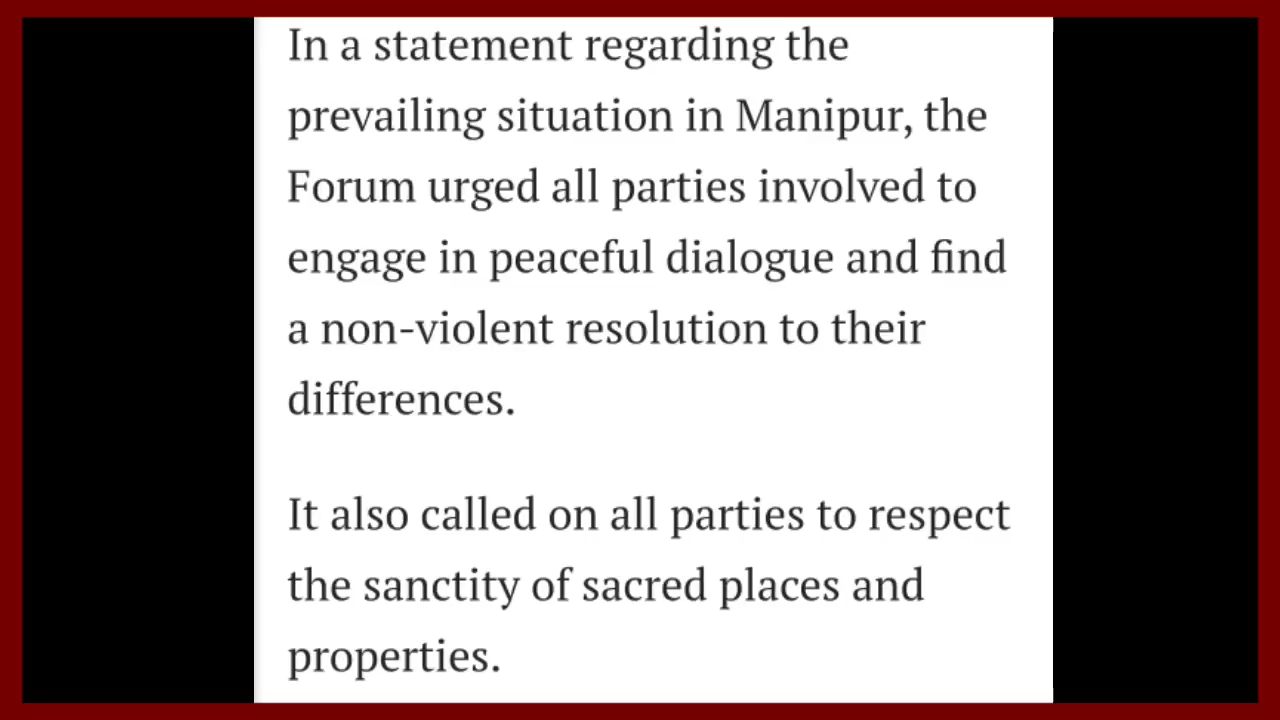 In a statement regarding the
prevailing situation in Manipur, the
Forum urged all parties involved to
engage in peaceful dialogue and find
a non-violent resolution to their
differences.
It also called on all parties to respect
the sanctity of sacred places and
properties.